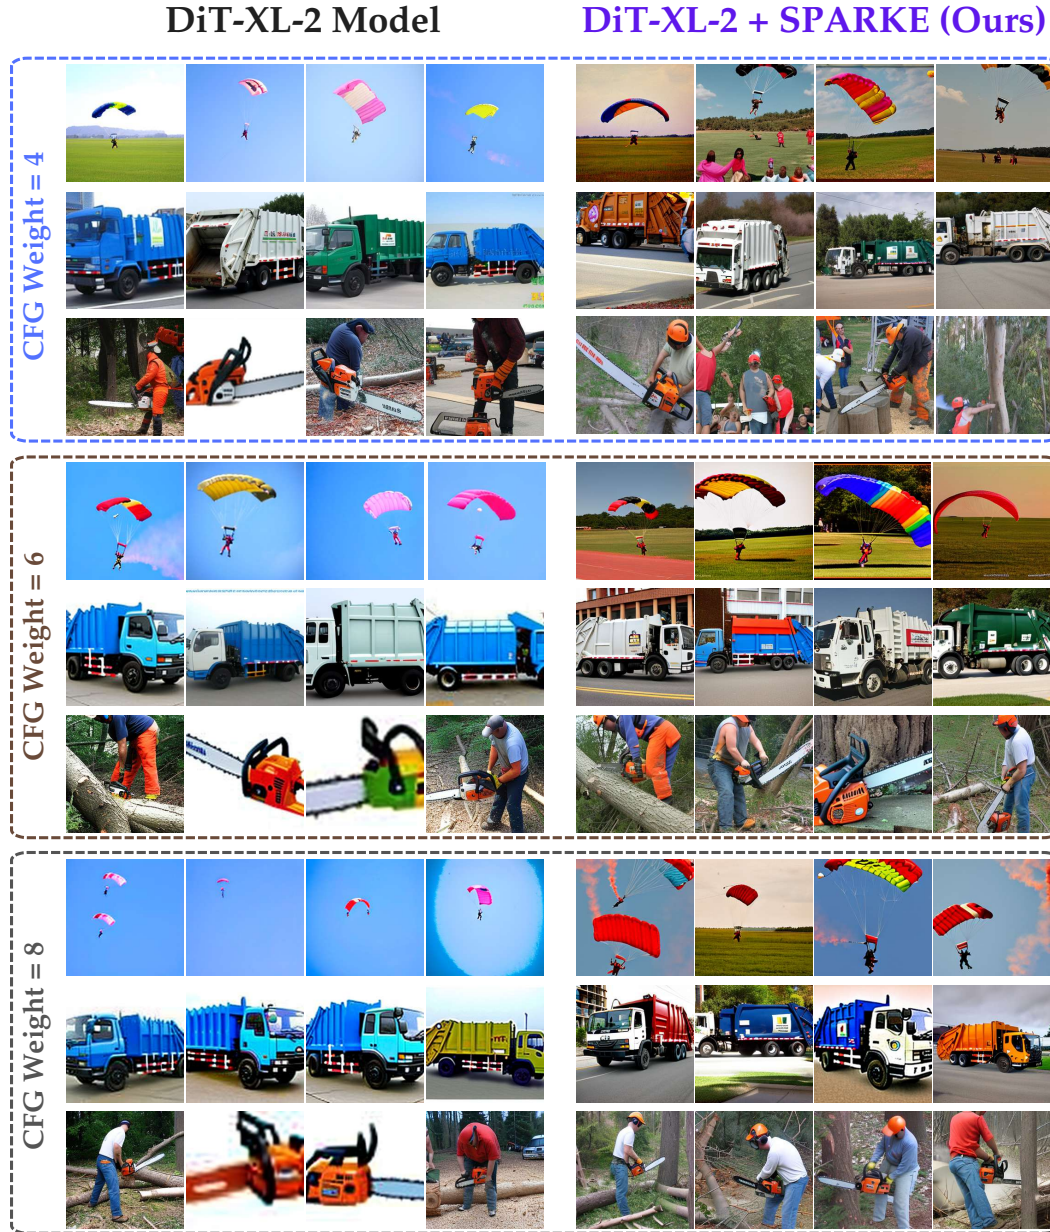 DiT-XL-2 Model
DiT-XL-2 + SPARKE (Ours)
CFG Weight = 4
CFG Weight = 6
CFG Weight = 8